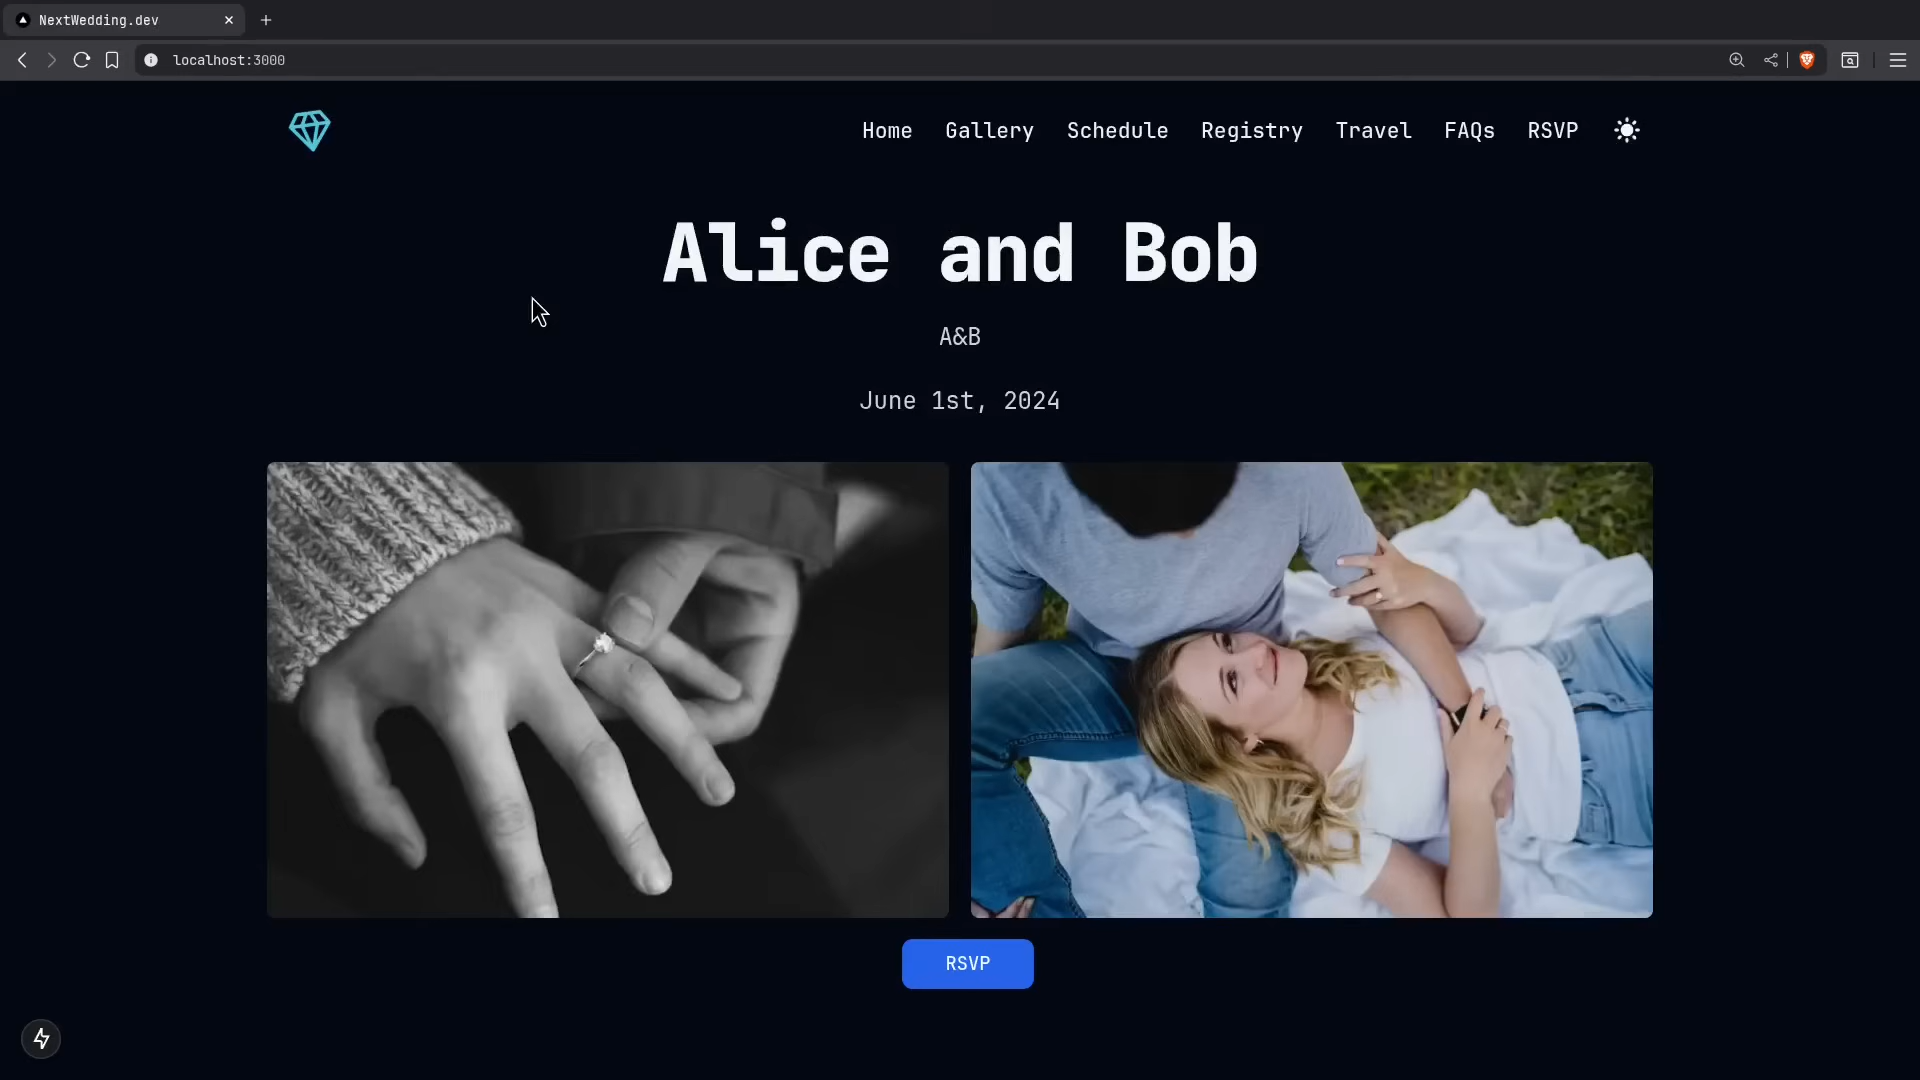 NextWedding.dev
localhost:3000
Home Gallery Schedule Registry Travel FAQs RSVP
Alice and Bob
A&B
June 1st, 2024
RSVP